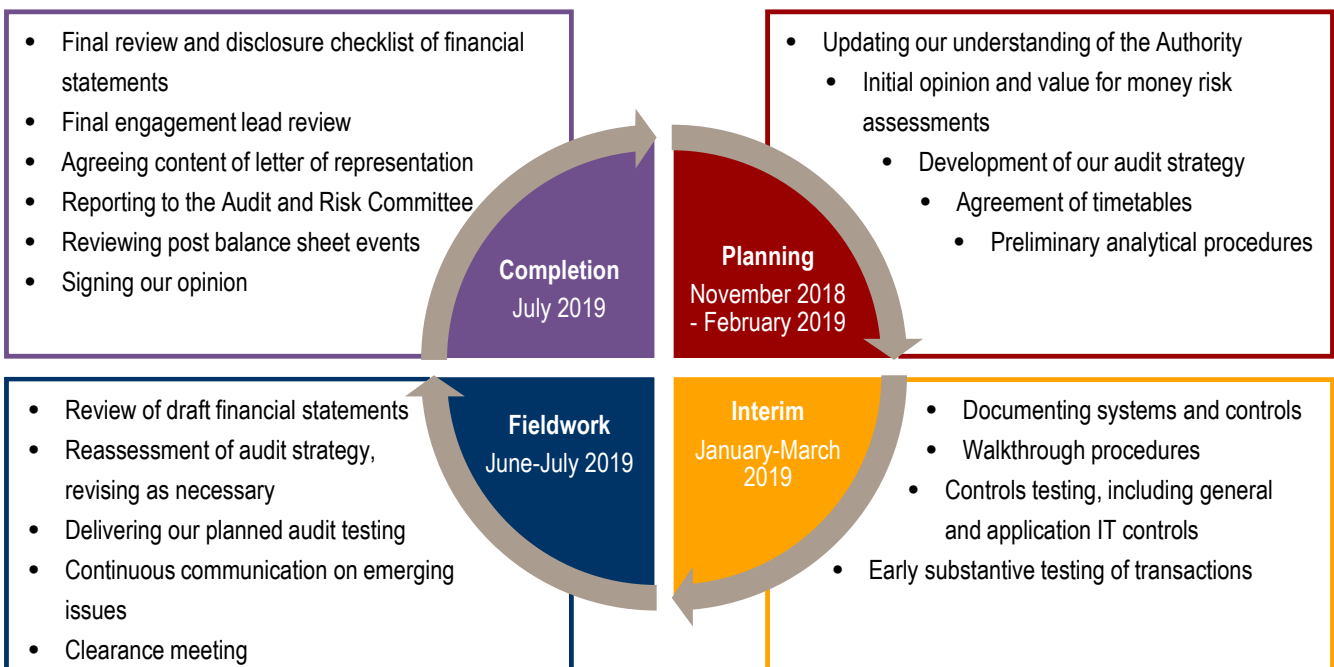 • Final review and disclosure checklist of financial
statements
• Final engagement lead review
• Agreeing content of letter of representation
• Reporting to the Audit and Risk Committee
• Reviewing post balance sheet events
• Signing our opinion
Completion
July 2019
• Updating our understanding of the Authority
• Initial opinion and value for money risk
assessments
• Development of our audit strategy
• Agreement of timetables
• Preliminary analytical procedures
Planning
November 2018
- February 2019
• Review of draft financial statements
• Reassessment of audit strategy,
revising as necessary
• Delivering our planned audit testing
• Continuous communication on emerging
issues
• Clearance meeting
Fieldwork
June-July 2019
Interim
January-March
2019
• Documenting systems and controls
• Walkthrough procedures
• Controls testing, including general
and application IT controls
• Early substantive testing of transactions